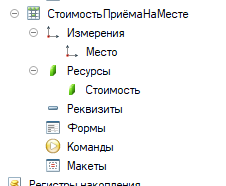 СтоимостьПриёмаНаМесте
Измерения
Место
Ресурсы
Стоимость
Реквизиты
Формы
Команды
Макеты
Регистры накопления